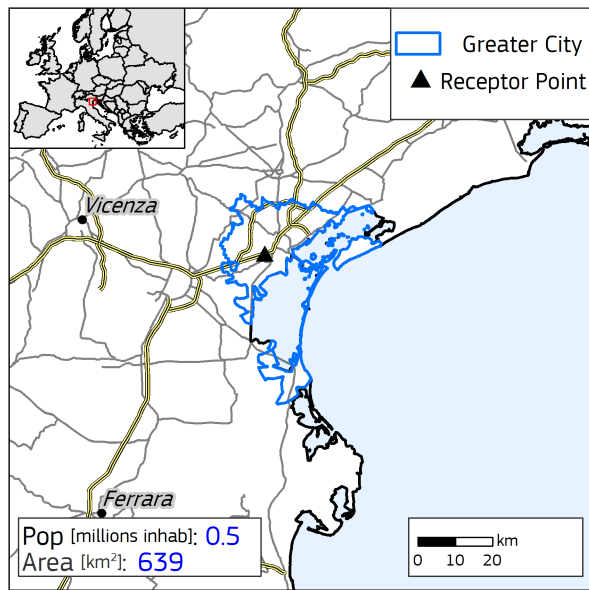 Greater City
Receptor Point
Vicenza
Ferrara
Pop [millions inhab]: 0.5
Area [km²]: 639
km
0 10 20